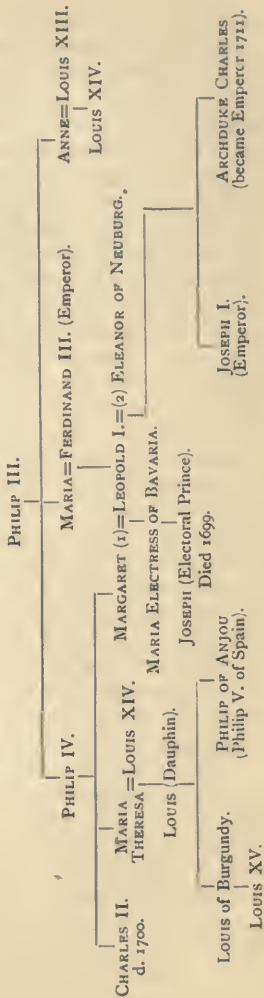 PHILIP III.
PHILIP IV.
MARIA=FERDINAND III. (Emperor).
ANNE=LOUIS XIII.
LOUIS XIV.
CHARLES II.
d. 1700.
MARIA
THERESA
=LOUIS XIV.
MARGARET (1)=LEOPOLD I.=(2) ELEANOR OF NEUBURG.
LOUIS (Dauphin).
MARIA ELECTRESS OF BAVARIA.
JOSEPH (Electoral Prince).
Died 1699.
LOUIS of Burgundy.
LOUIS XV.
PHILIP OF ANJOU
(Philip V. of Spain).
JOSEPH I.
(Emperor).
ARCHDUKE CHARLES
(became Emperor 1711).